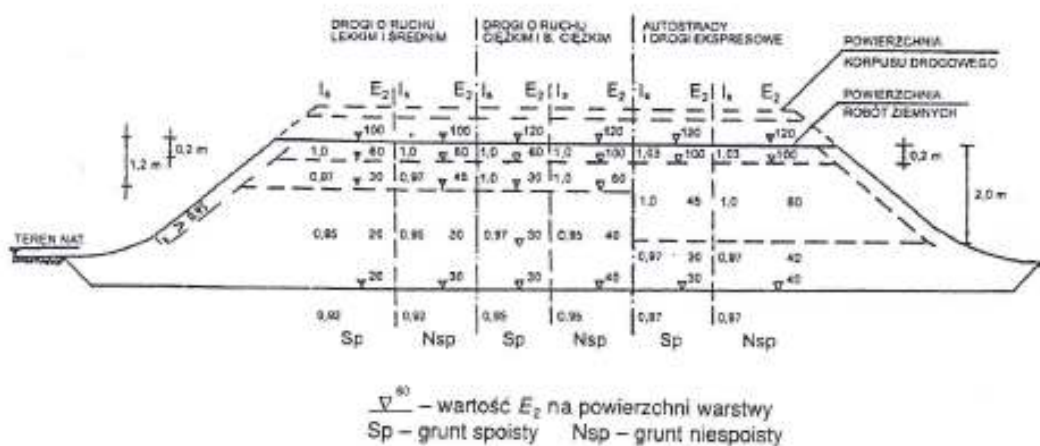 DROGI O RUCHU LEKKIM I ŚREDNIM
DROGI O RUCHU CIĘŻKIM I B. CIĘŻKIM
AUTOSTRADY I DROGI EKSPRESOWE
POWIERZCHNIA KORPUSU DROGOWEGO
POWIERZCHNIA ROBÓT ZIEMNYCH
Is E2 Is E2 Is E2 Is E2 Is E2 Is E2
100 100 120 120 120
1,2 m 0,2 m 0,2 m
1,0 60 1,0 60 1,0 60 1,0 100 1,03 100 1,03 100
0,97 30 0,97 45 1,0 30 1,0 60
1,0 45 1,0 80
2,0 m
TEREN NAT.
0,95 20 0,95 30 0,97 30 0,95 40
0,97 30 0,97 40
20 30 30 40 30 40
0,92 0,92 0,95 0,95 0,97 0,97
Sp Nsp Sp Nsp Sp Nsp
60
– wartość E2 na powierzchni warstwy
Sp – grunt spoisty Nsp – grunt niespoisty